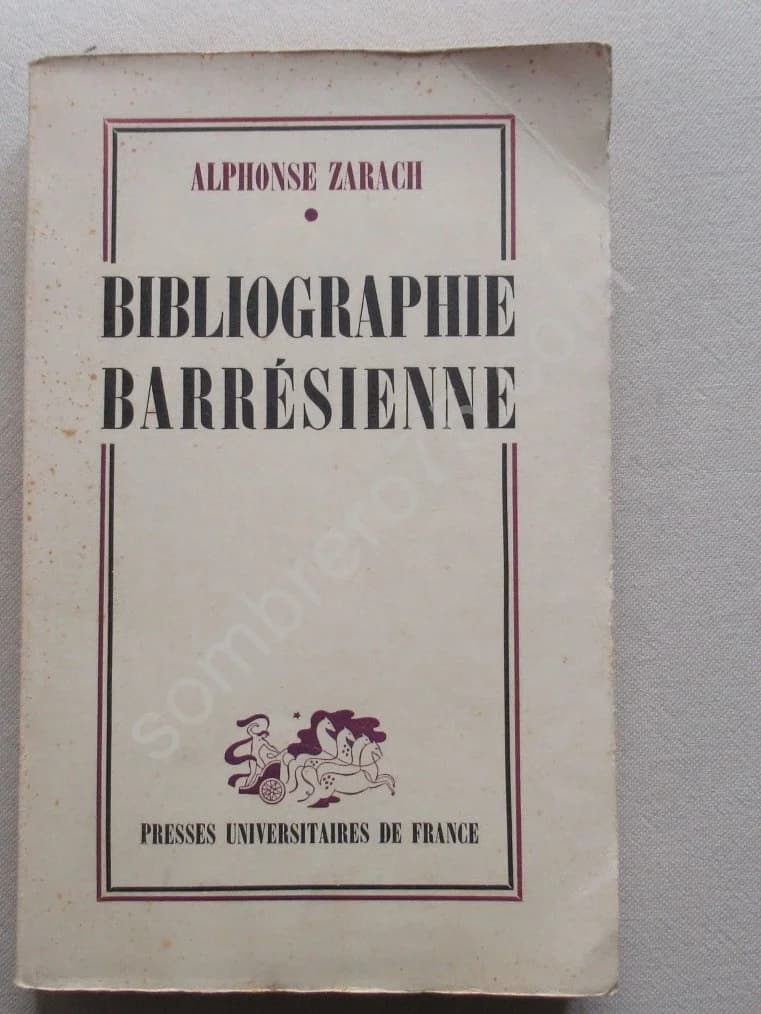 ALPHONSE ZARACH
BIBLIOGRAPHIE
BARRÉSIENNE
PRESSES UNIVERSITAIRES DE FRANCE